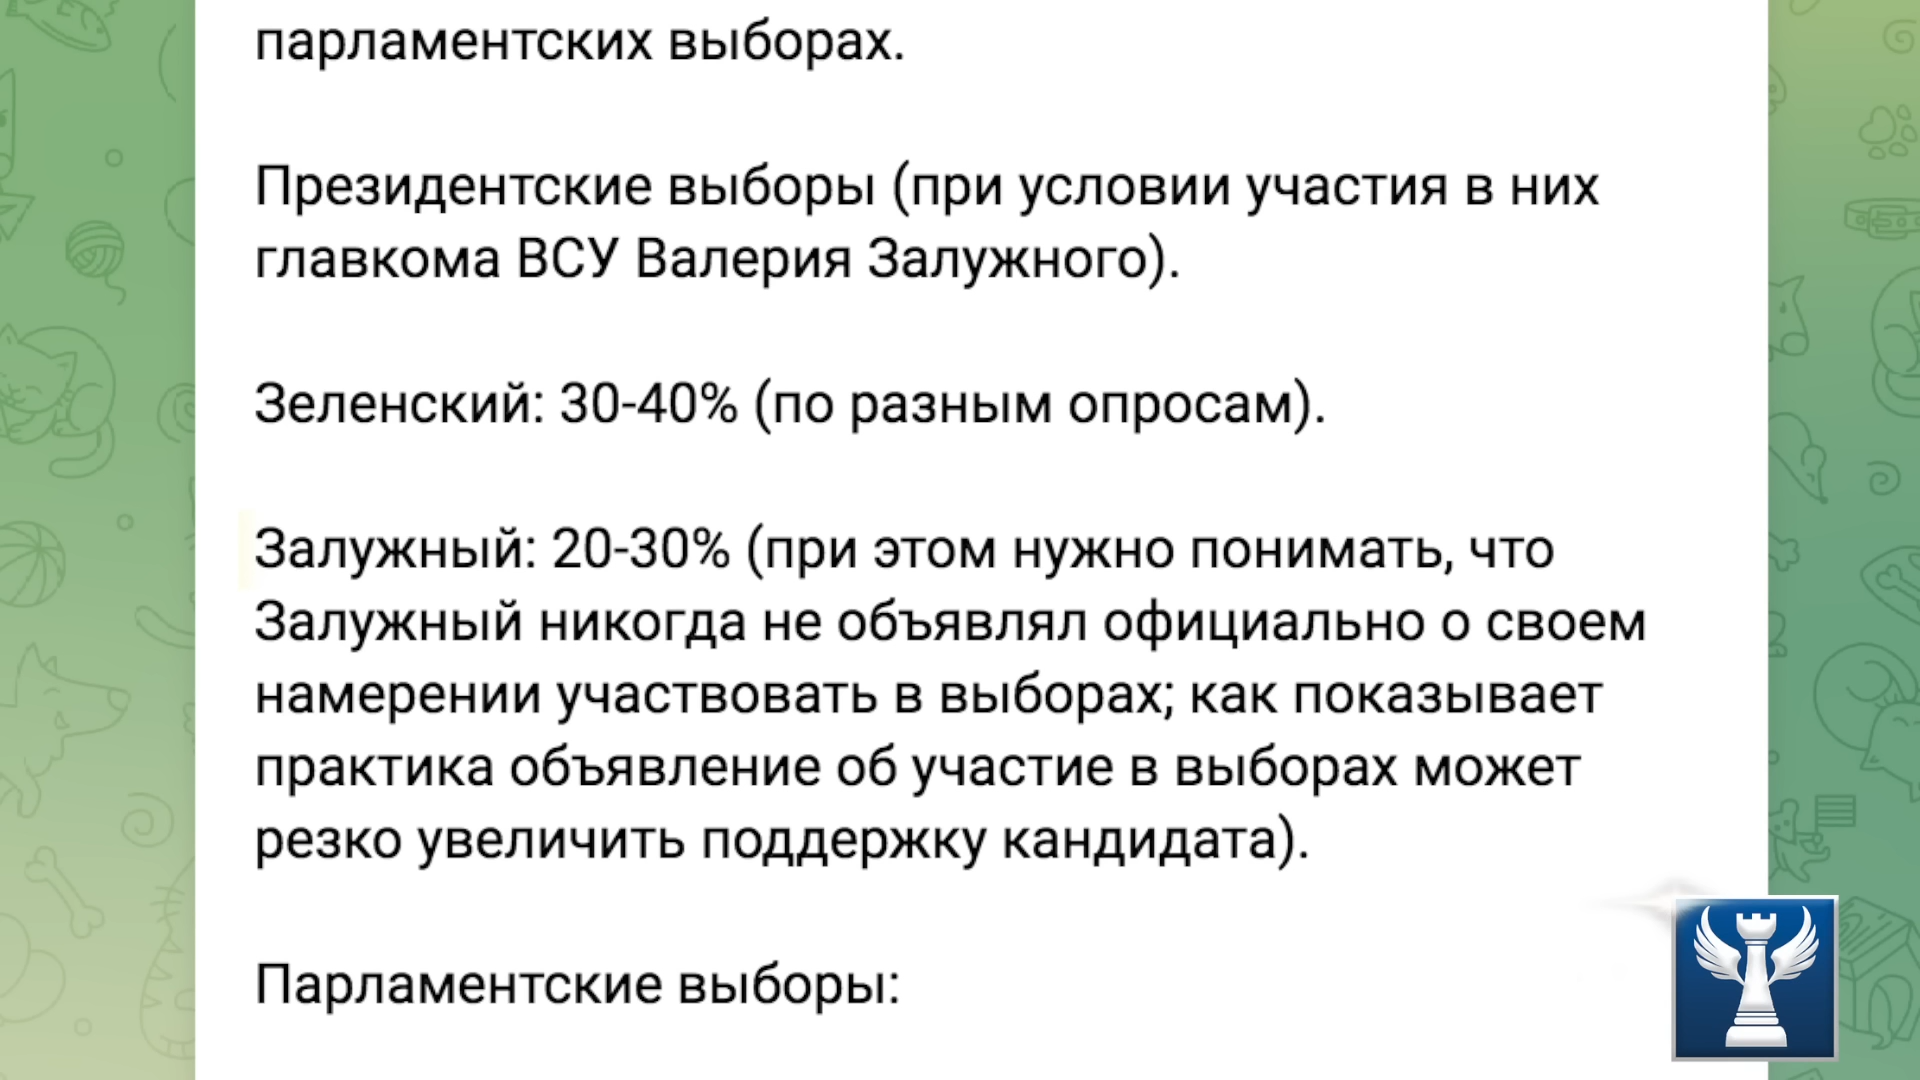 парламентских выборах.
Президентские выборы (при условии участия в них
главкома ВСУ Валерия Залужного).
Зеленский: 30-40% (по разным опросам).
Залужный: 20-30% (при этом нужно понимать, что
Залужный никогда не объявлял официально о своем
намерении участвовать в выборах; как показывает
практика объявление об участие в выборах может
резко увеличить поддержку кандидата).
Парламентские выборы: